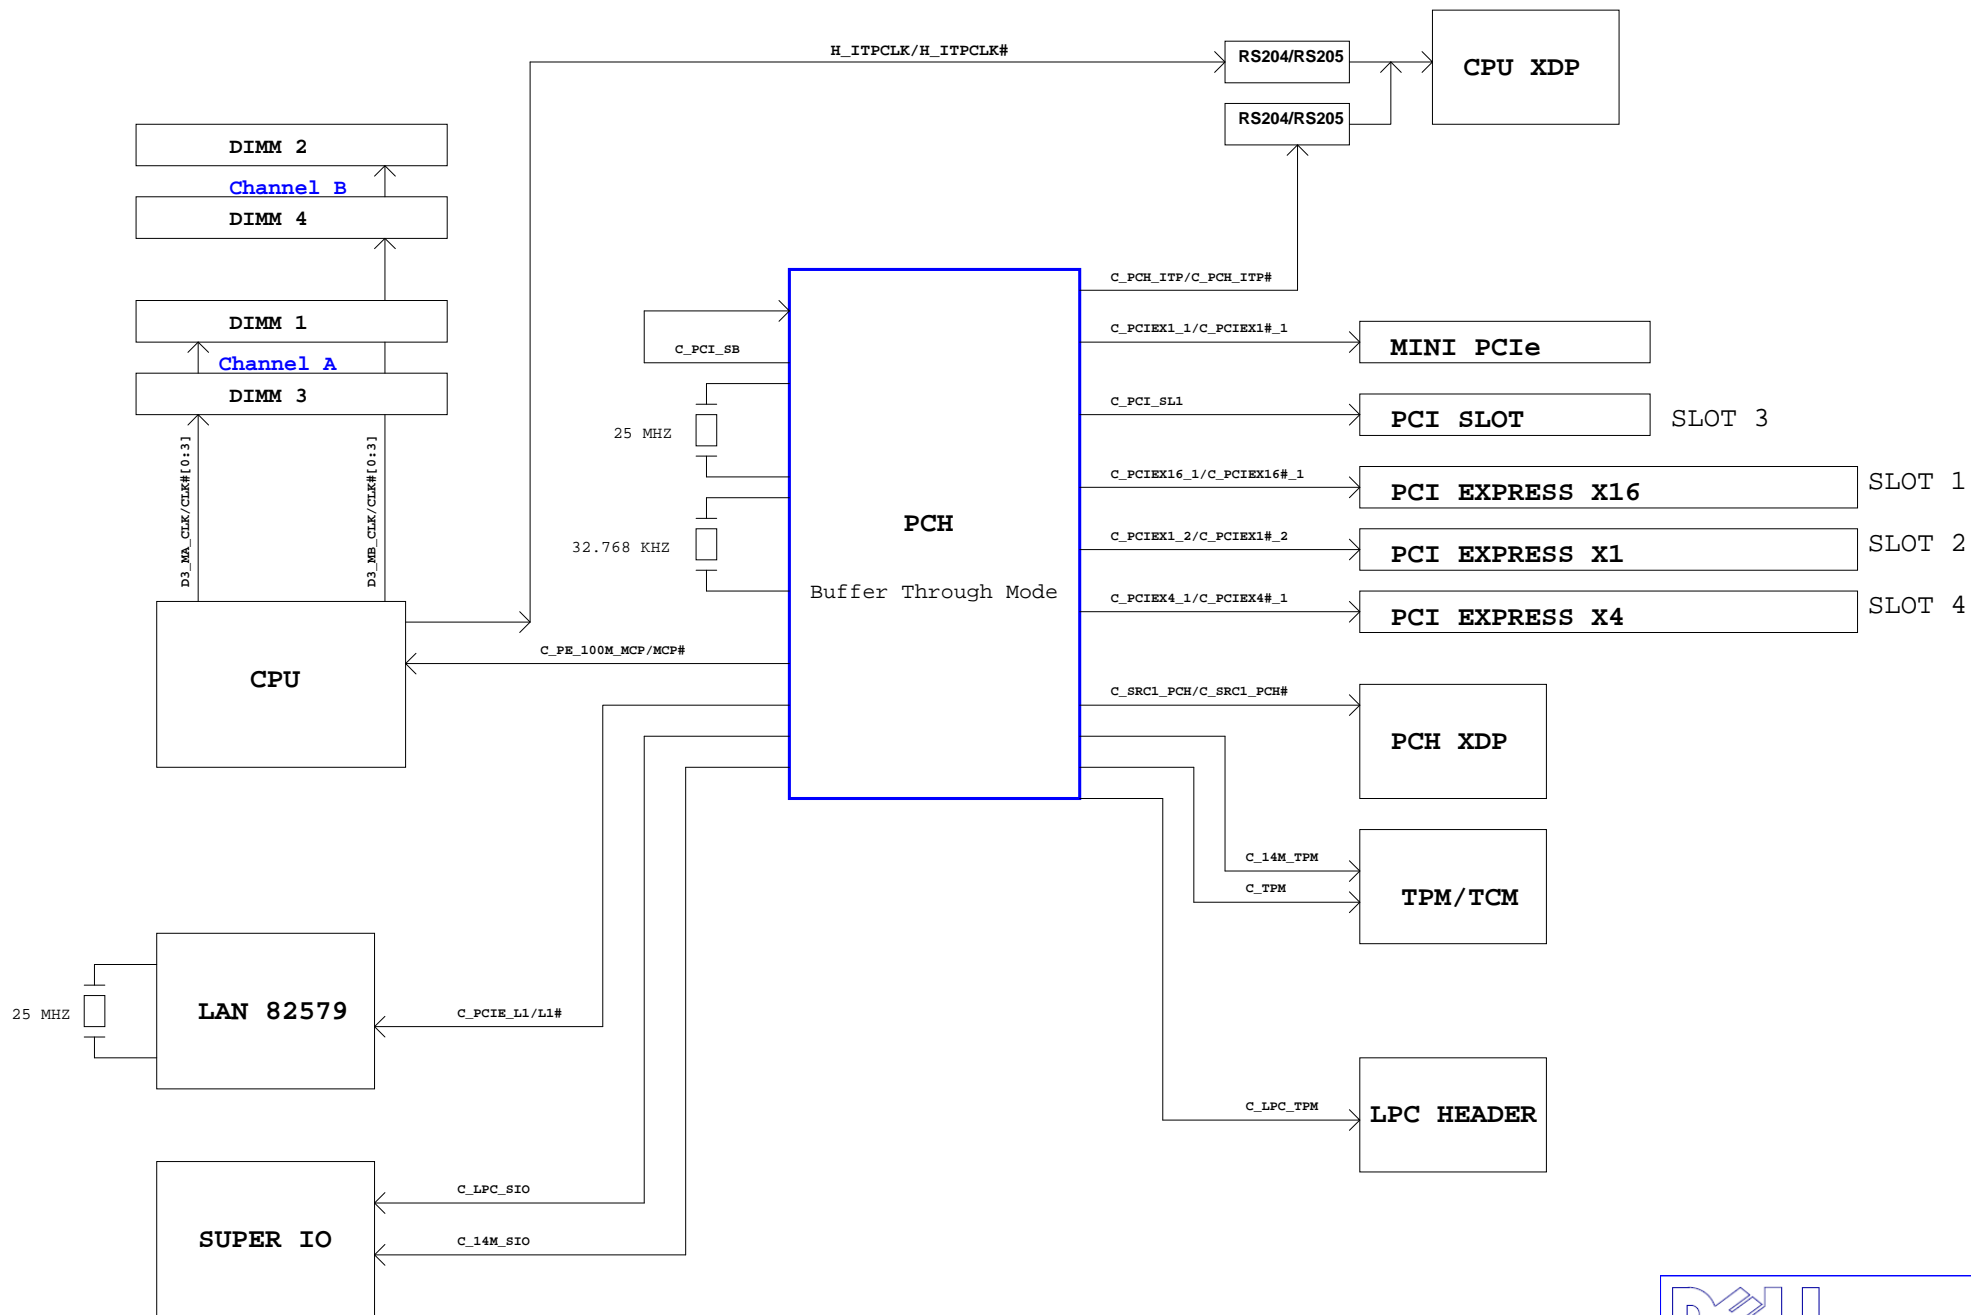 H_ITPCLK/H_ITPCLK#
RS204/RS205
CPU XDP
RS204/RS205
DIMM 2
Channel B
DIMM 4
DIMM 1
Channel A
DIMM 3
D3_MA_CLK/CLK#[0:3]
D3_MB_CLK/CLK#[0:3]
CPU
C_PCI_SB
25 MHZ
32.768 KHZ
PCH
Buffer Through Mode
C_PE_100M_MCP/MCP#
C_PCH_ITP/C_PCH_ITP#
C_PCIEX1_1/C_PCIEX1#_1
MINI PCIe
C_PCI_SL1
PCI SLOT
SLOT 3
C_PCIEX16_1/C_PCIEX16#_1
PCI EXPRESS X16
SLOT 1
C_PCIEX1_2/C_PCIEX1#_2
PCI EXPRESS X1
SLOT 2
C_PCIEX4_1/C_PCIEX4#_1
PCI EXPRESS X4
SLOT 4
C_SRC1_PCH/C_SRC1_PCH#
PCH XDP
C_14M_TPM
C_TPM
TPM/TCM
25 MHZ
LAN 82579
C_PCIE_L1/L1#
C_LPC_TPM
LPC HEADER
C_LPC_SIO
SUPER IO
C_14M_SIO
DELL